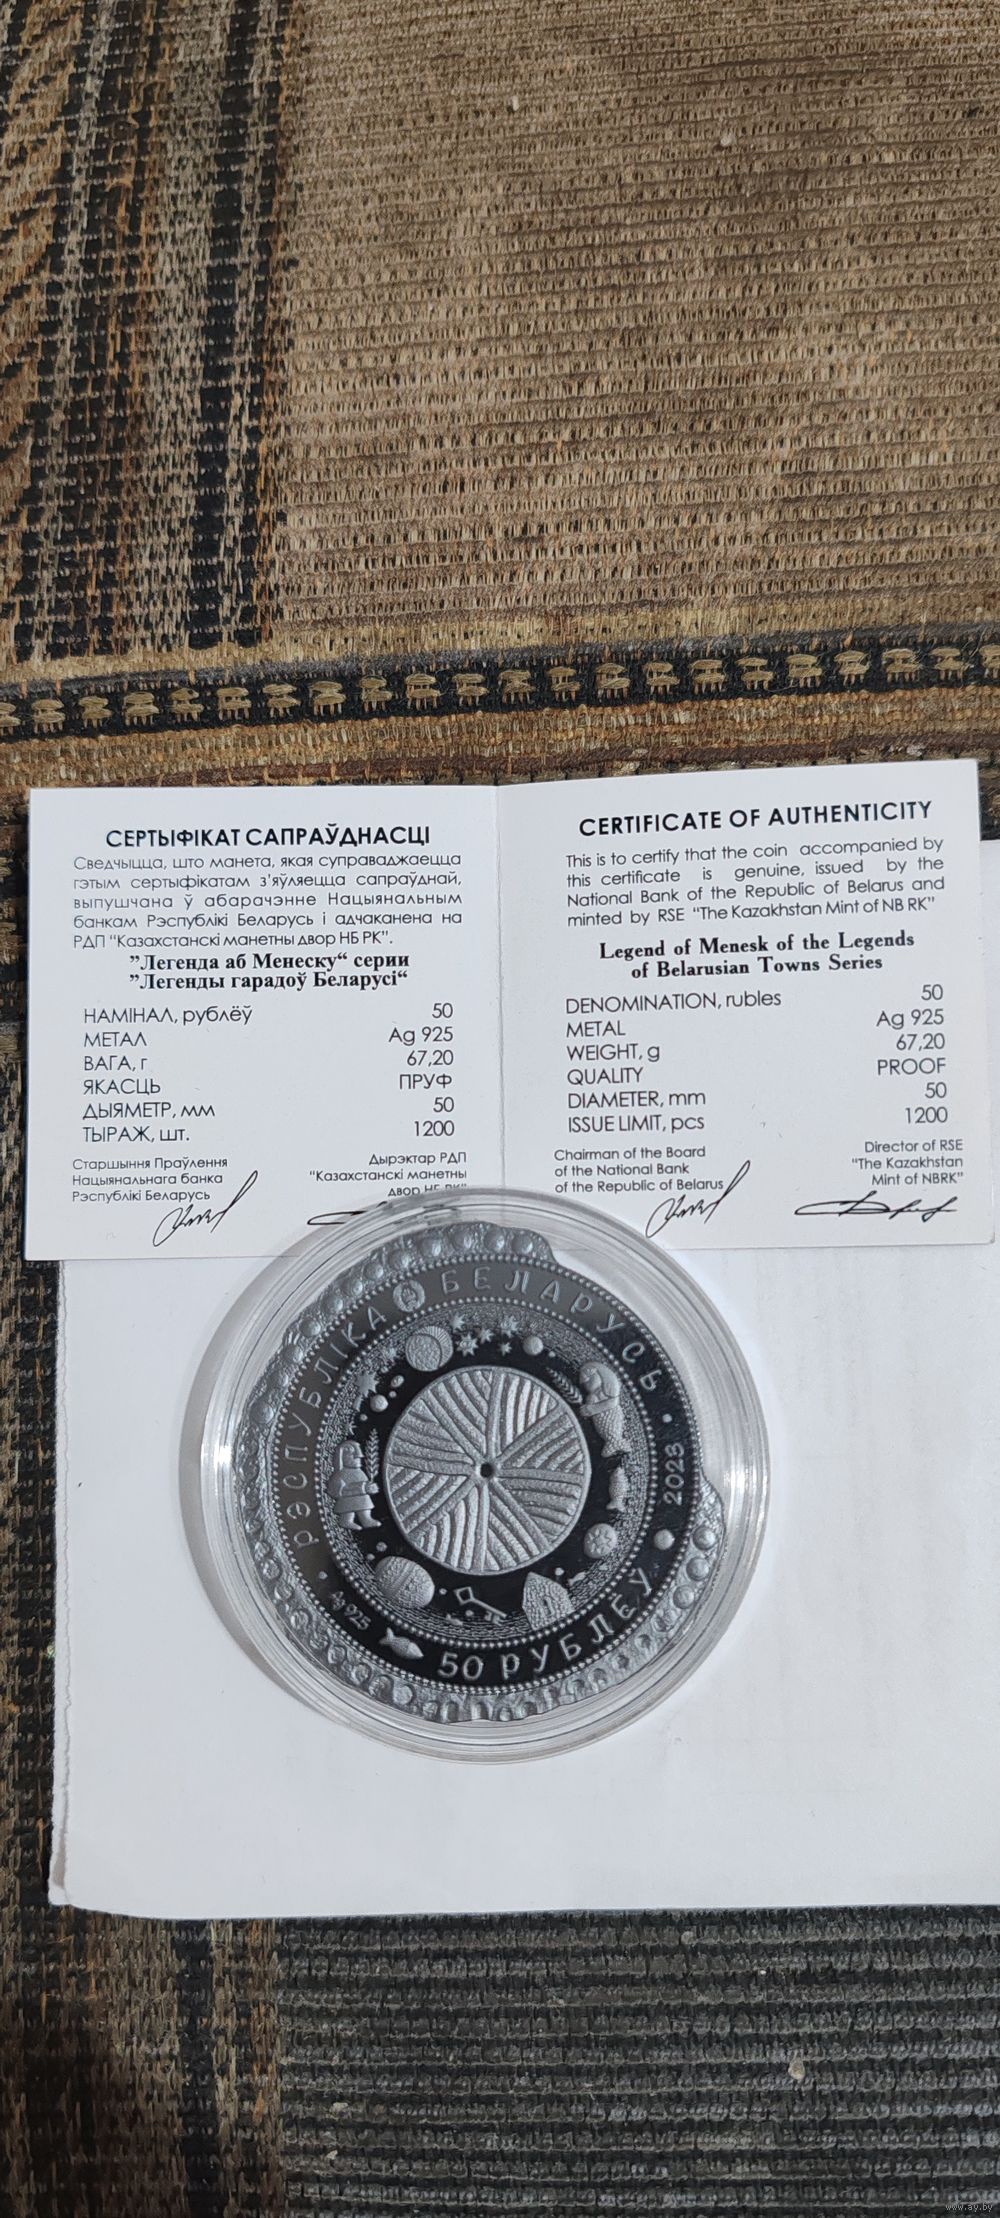 СЕРТЫФІКАТ САПРАЎДНАСЦІ
Сведчыцца, што манета, якая суправаджаецца
гэтым сертыфікатам з'яўляецца сапраўднай,
выпушчана ў абарачэнне Нацыянальным
банкам Рэспублікі Беларусь і адчаканена на
РДП “Казахстанскі манетны двор НБ РК”.
”Легенда аб Менеску“ серии
”Легенды гарадоў Беларусі“
НАМІНАЛ, рублёў 50
МЕТАЛ Ag 925
ВАГА, г 67,20
ЯКАСЦЬ ПРУФ
ДЫЯМЕТР, мм 50
ТЫРАЖ, шт. 1200
Старшыня Праўлення
Нацыянальнага банка
Рэспублікі Беларусь
Дырэктар РДП
“Казахстанскі манетны
двор НБ РК”
CERTIFICATE OF AUTHENTICITY
This is to certify that the coin accompanied by
this certificate is genuine, issued by the
National Bank of the Republic of Belarus and
minted by RSE “The Kazakhstan Mint of NB RK”
Legend of Menesk of the Legends
of Belarusian Towns Series
DENOMINATION, rubles 50
METAL Ag 925
WEIGHT, g 67,20
QUALITY PROOF
DIAMETER, mm 50
ISSUE LIMIT, pcs 1200
Chairman of the Board
of the National Bank
of the Republic of Belarus
Director of RSE
“The Kazakhstan
Mint of NBRK”
РЭСПУБЛІКА БЕЛАРУСЬ
2023
50 РУБЛЁЎ
Ag 925
www.ay.by